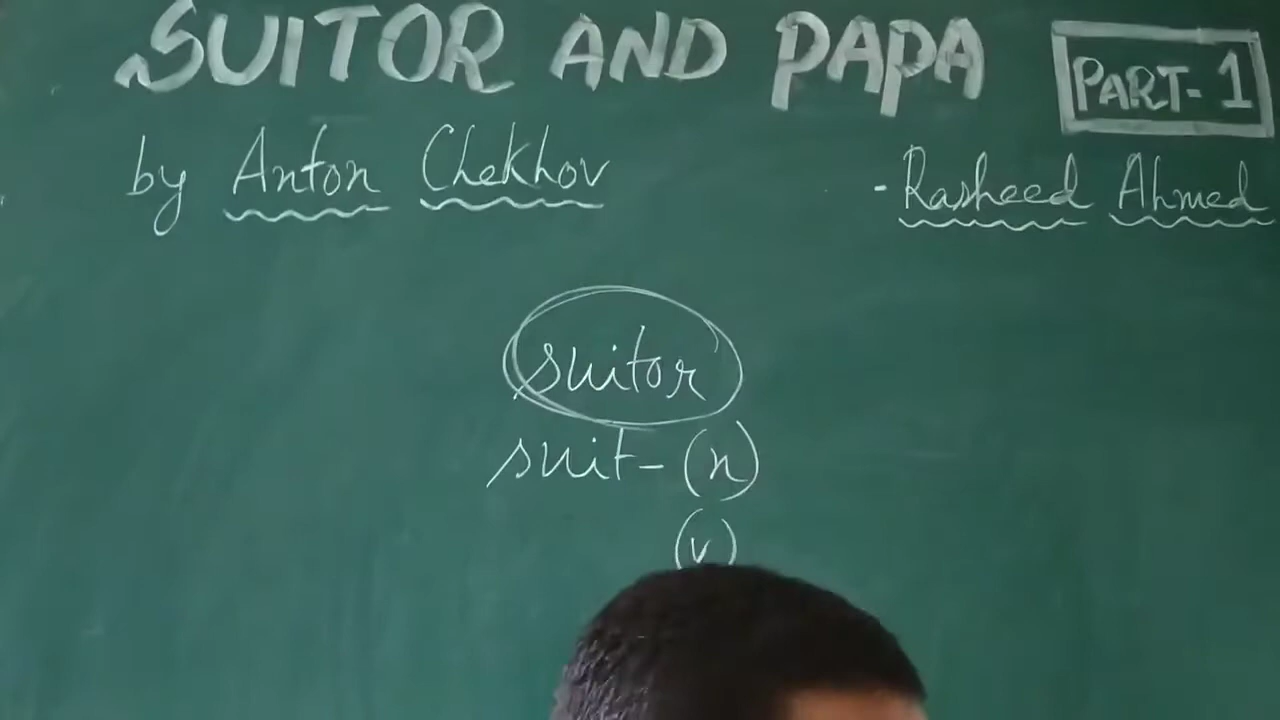 SUITOR AND PAPA PART-1
by Anton Chekhov -Rasheed Ahmed
suitor
suit-(n)
(v)